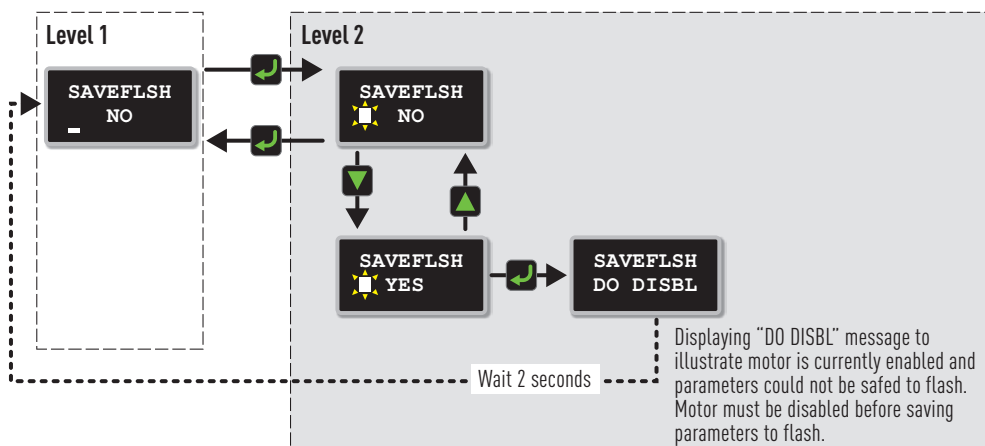 Level 1
Level 2
SAVEFLSH
NO
SAVEFLSH
NO
SAVEFLSH
YES
SAVEFLSH
DO DISBL
Displaying “DO DISBL” message to
illustrate motor is currently enabled and
parameters could not be safed to flash.
Motor must be disabled before saving
parameters to flash.
Wait 2 seconds